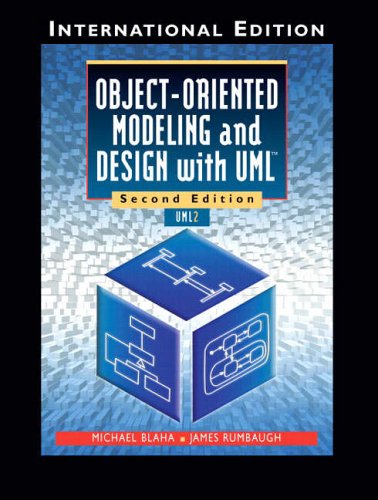 INTERNATIONAL EDITION
OBJECT-ORIENTED
MODELING and
DESIGN with UML™
Second Edition
UML2
MICHAEL BLAHA ■ JAMES RUMBAUGH